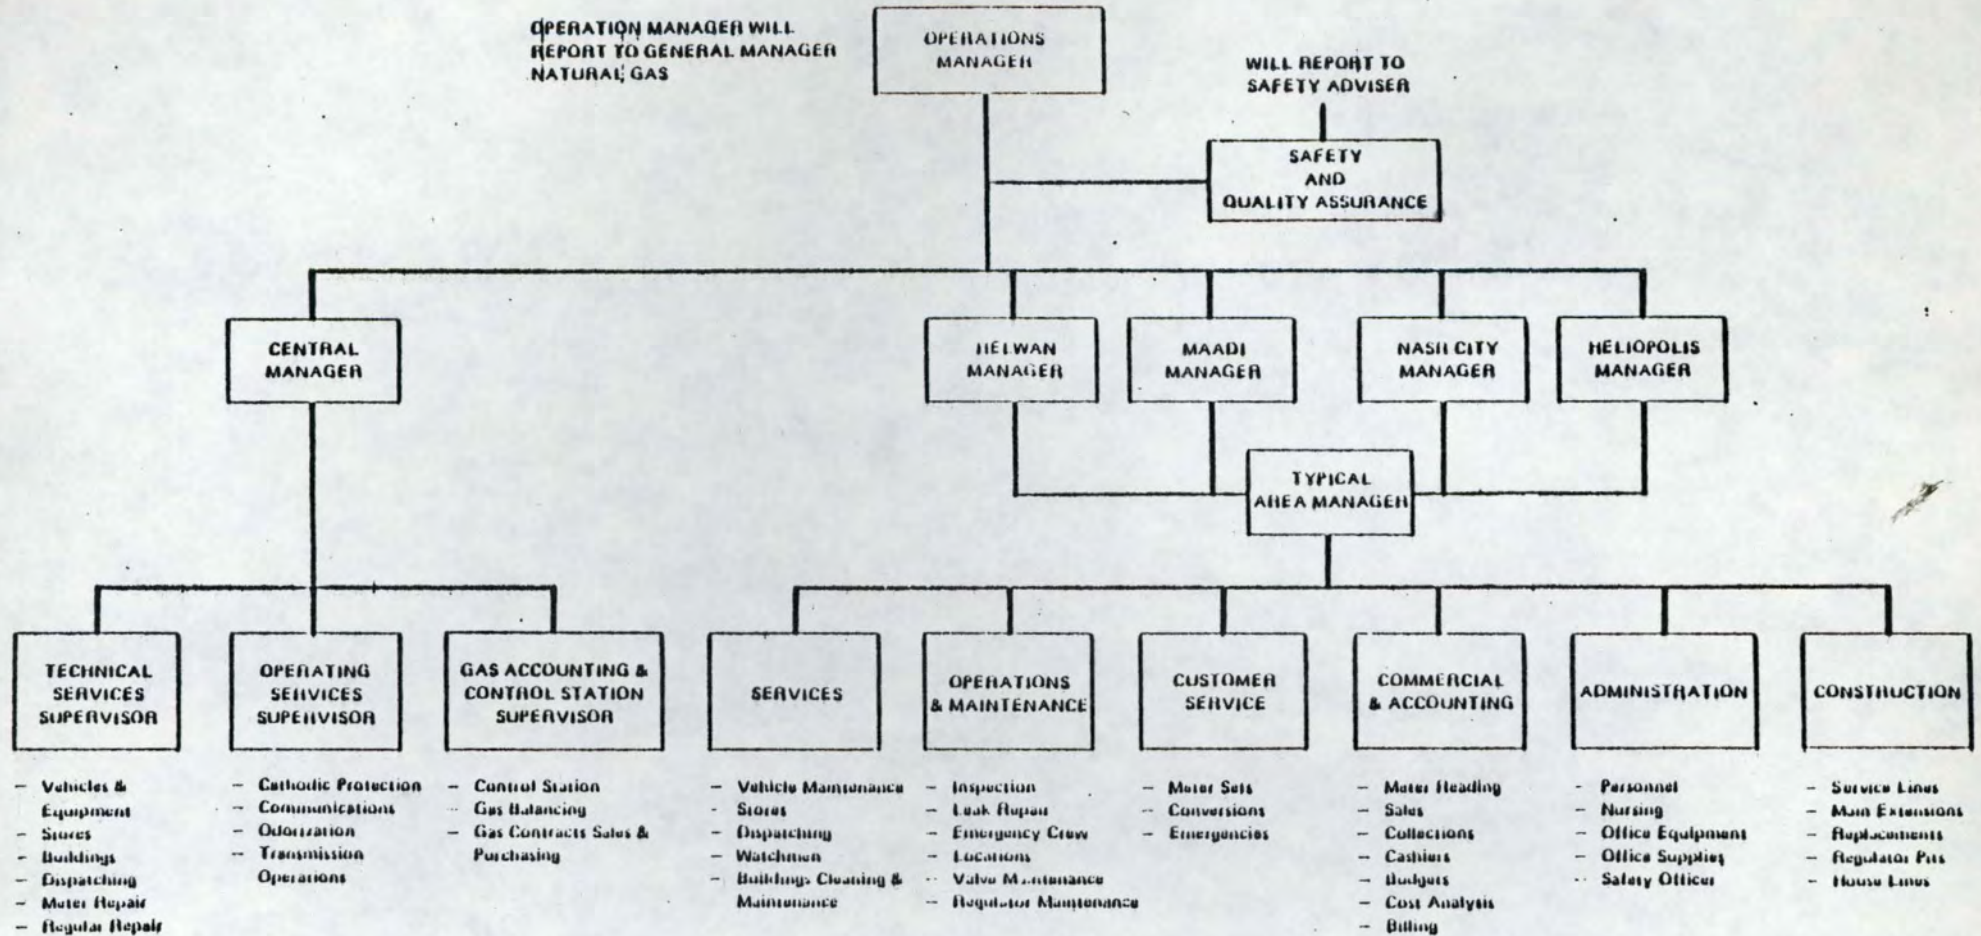 OPERATION MANAGER WILL
REPORT TO GENERAL MANAGER
NATURAL GAS
OPERATIONS
MANAGER
WILL REPORT TO
SAFETY ADVISER
SAFETY
AND
QUALITY ASSURANCE
CENTRAL
MANAGER
HELWAN
MANAGER
MAADI
MANAGER
NASR CITY
MANAGER
HELIOPOLIS
MANAGER
TYPICAL
AREA MANAGER
TECHNICAL
SERVICES
SUPERVISOR
OPERATING
SERVICES
SUPERVISOR
GAS ACCOUNTING &
CONTROL STATION
SUPERVISOR
SERVICES
OPERATIONS
& MAINTENANCE
CUSTOMER
SERVICE
COMMERCIAL
& ACCOUNTING
ADMINISTRATION
CONSTRUCTION
- Vehicles &
Equipment
- Stores
- Buildings
- Dispatching
- Meter Repair
- Regular Repair
- Cathodic Protection
- Communications
- Odorization
- Transmission
Operations
- Control Station
- Gas Balancing
- Gas Contracts Sales &
Purchasing
- Vehicle Maintenance
- Stores
- Dispatching
- Watchmen
- Buildings Cleaning &
Maintenance
- Inspection
- Leak Repair
- Emergency Crew
- Locations
- Valve Maintenance
- Regulator Maintenance
- Meter Sets
- Conversions
- Emergencies
- Meter Reading
- Sales
- Collections
- Cashiers
- Budgets
- Cost Analysis
- Billing
- Personnel
- Nursing
- Office Equipment
- Office Supplies
- Safety Officer
- Service Lines
- Main Extensions
- Replacements
- Regulator Pits
- House Lines